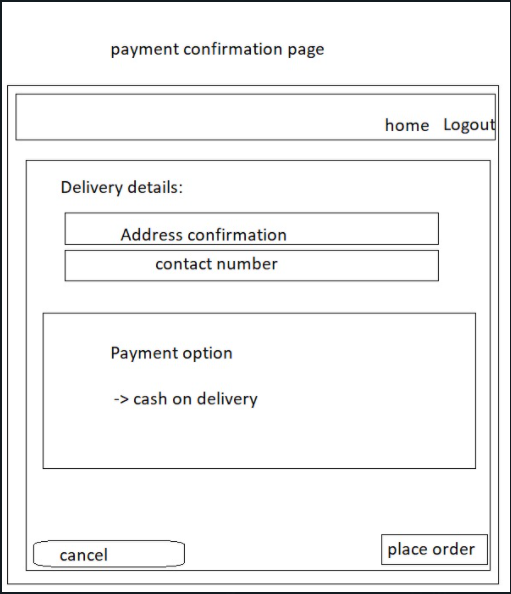 payment confirmation page
home Logout
Delivery details:
Address confirmation
contact number
Payment option
-> cash on delivery
cancel
place order